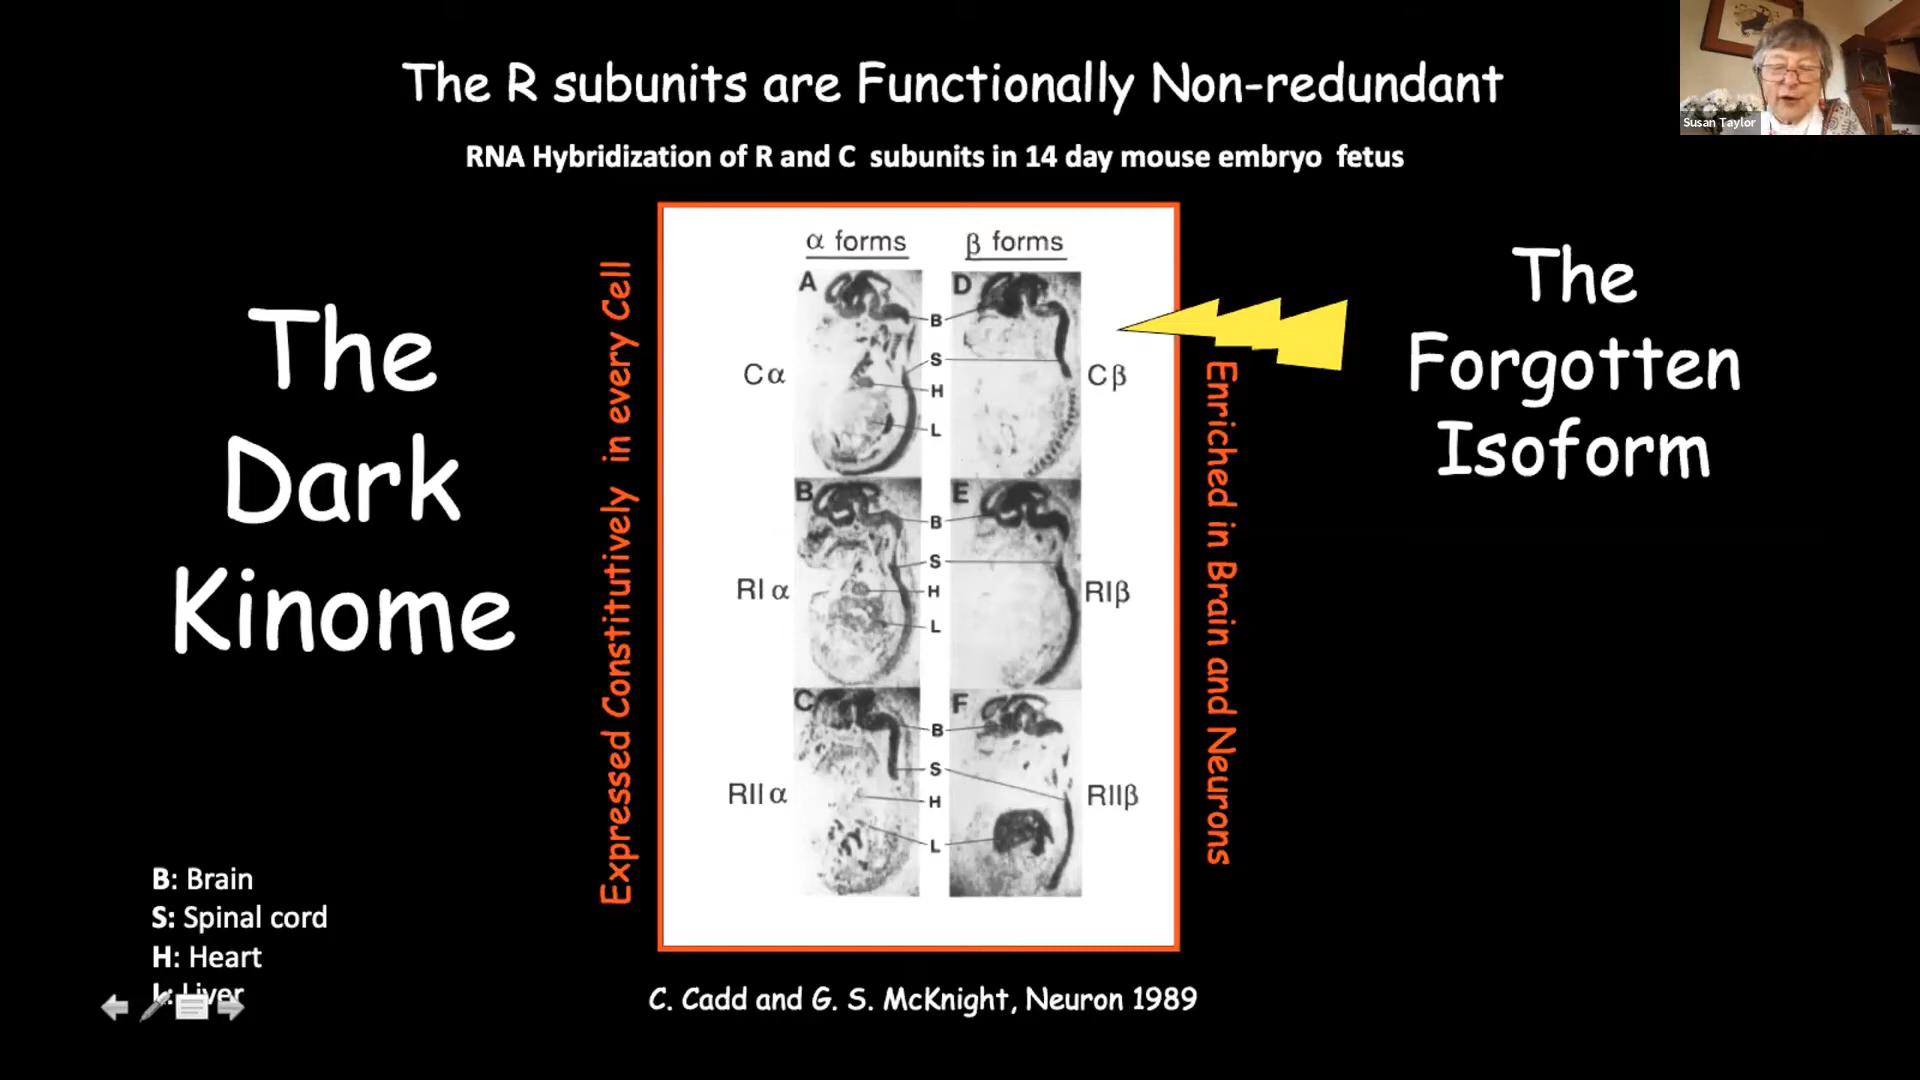 The R subunits are Functionally Non-redundant
RNA Hybridization of R and C subunits in 14 day mouse embryo fetus
Susan Taylor
The
Dark
Kinome
Expressed Constitutively in every Cell
α forms
β forms
A
D
B
S
H
L
Cα
Cβ
B
E
B
S
H
L
RIα
RIβ
C
F
B
S
H
L
RIIα
RIIβ
Enriched in Brain and Neurons
The
Forgotten
Isoform
B: Brain
S: Spinal cord
H: Heart
L: Liver
C. Cadd and G. S. McKnight, Neuron 1989